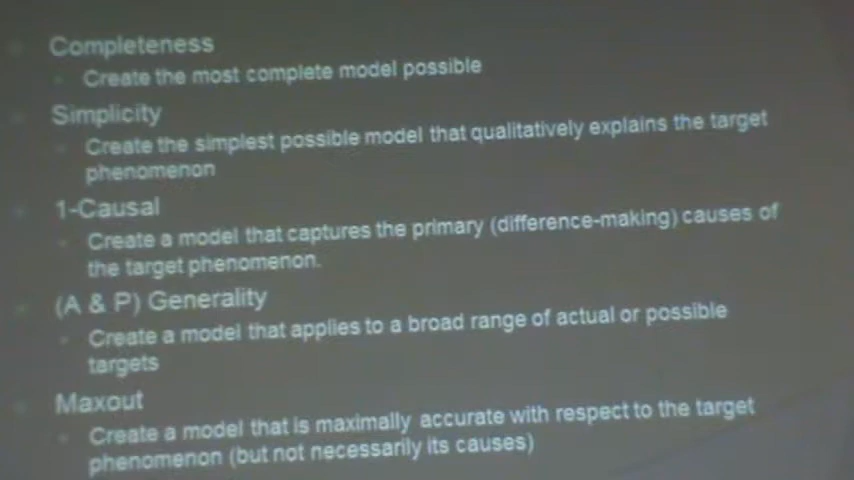 Completeness
Create the most complete model possible
Simplicity
Create the simplest possible model that qualitatively explains the target
phenomenon
1-Causal
Create a model that captures the primary (difference-making) causes of
the target phenomenon.
(A & P) Generality
Create a model that applies to a broad range of actual or possible
targets
Maxout
Create a model that is maximally accurate with respect to the target
phenomenon (but not necessarily its causes)